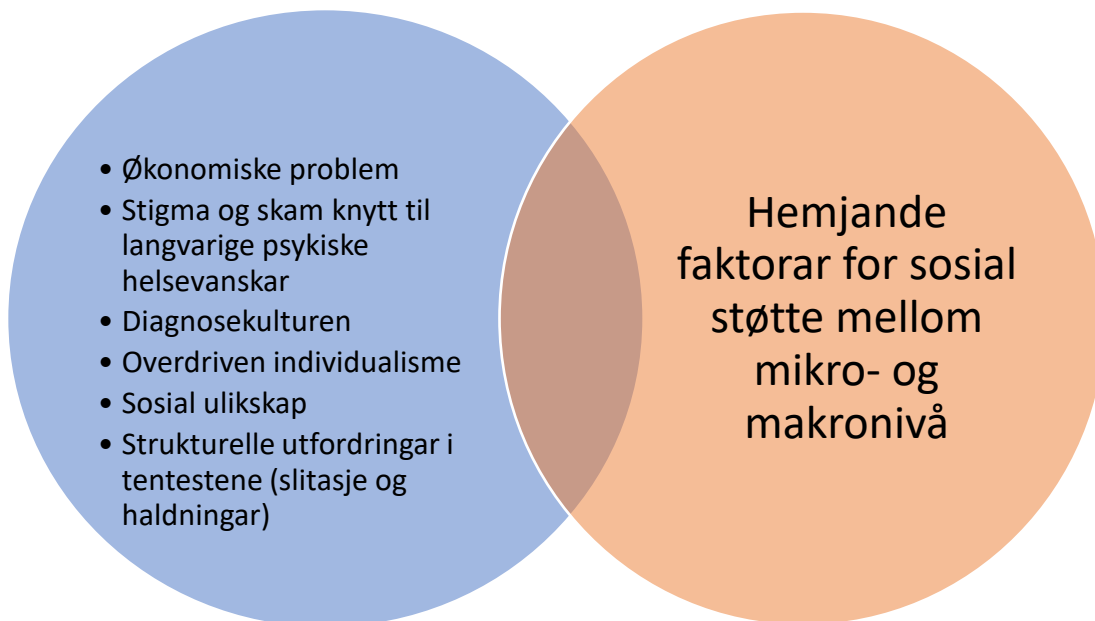 • Økonomiske problem
• Stigma og skam knytt til
langvarige psykiske
helsevanskar
• Diagnosekulturen
• Overdriven individualisme
• Sosial ulikskap
• Strukturelle utfordringar i
tentestene (slitasje og
haldningar)
Hemjande
faktorar for sosial
støtte mellom
mikro- og
makronivå